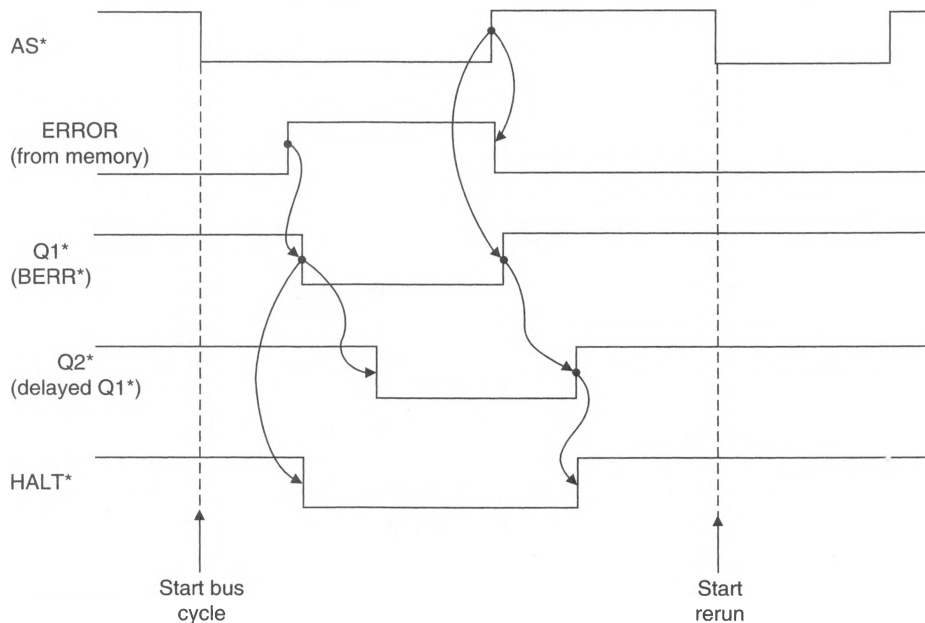 AS*
ERROR
(from memory)
Q1*
(BERR*)
Q2*
(delayed Q1*)
HALT*
Start bus
cycle
Start
rerun